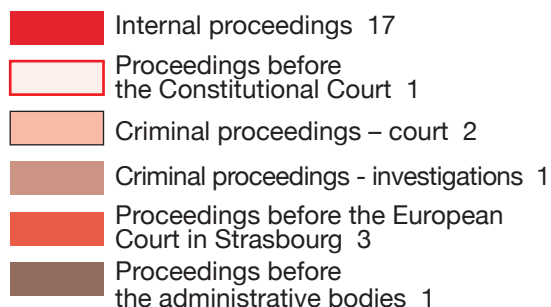 Internal proceedings 17
Proceedings before
the Constitutional Court 1
Criminal proceedings – court 2
Criminal proceedings - investigations 1
Proceedings before the European
Court in Strasbourg 3
Proceedings before
the administrative bodies 1